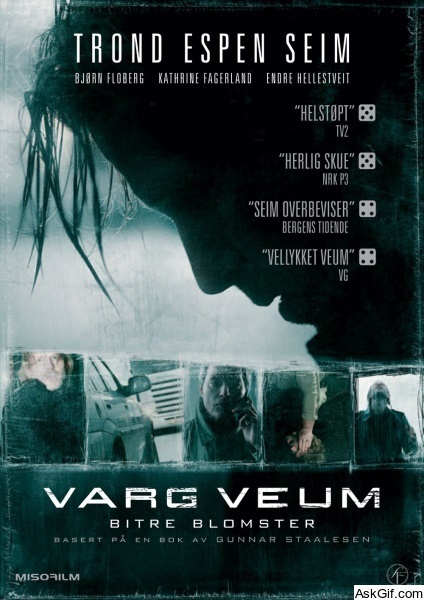 TROND ESPEN SEIM
BJØRN FLOBERG KATHRINE FAGERLAND ENDRE HELLESTVEIT
"HELSTØPT"
TV2
"HERLIG SKUE"
NRK P3
"SEIM OVERBEVISER"
BERGENS TIDENDE
"VELLYKKET VEUM"
VG
VARG VEUM
BITRE BLOMSTER
BASERT PÅ EN BOK AV GUNNAR STAALESEN
MISOFILM
SF
AskGif.com